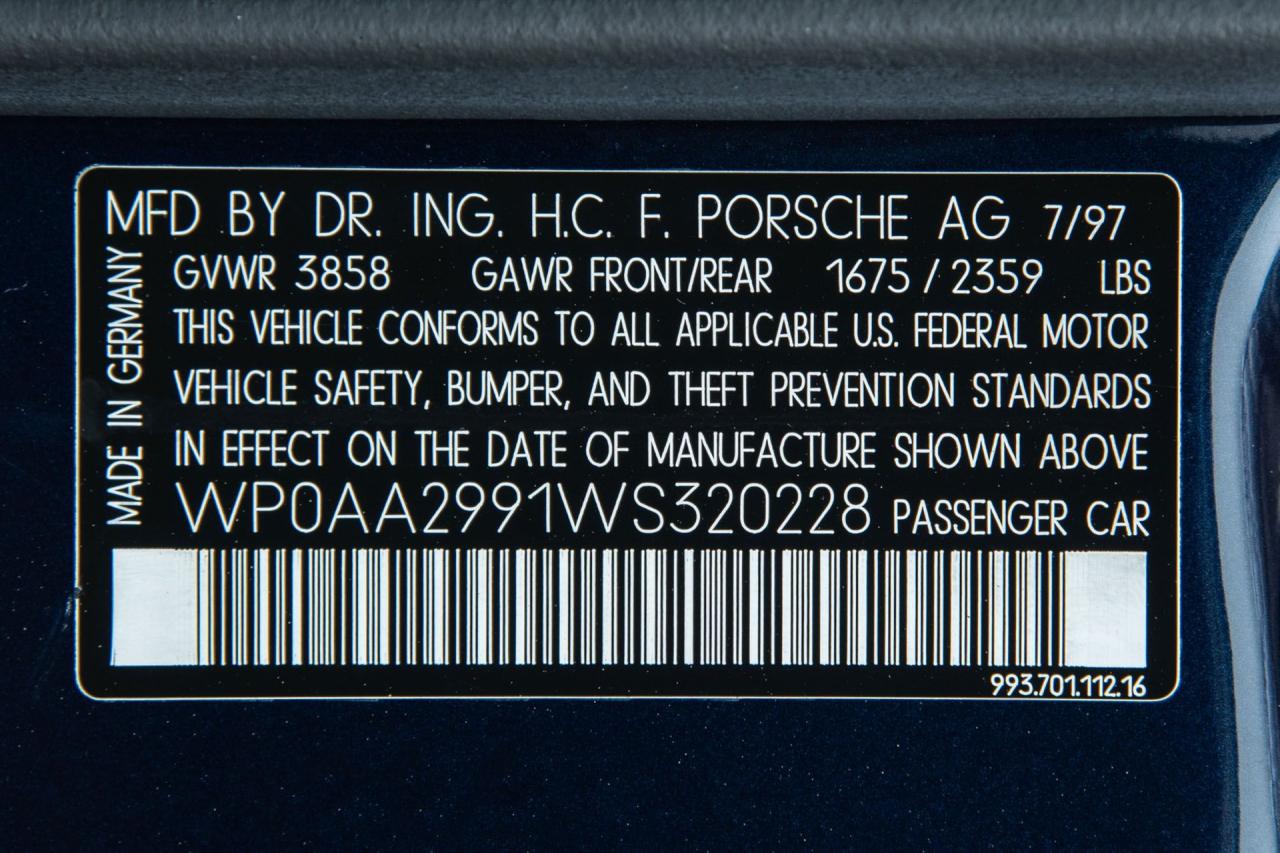 MFD BY DR. ING. H.C. F. PORSCHE AG 7/97
GVWR 3858 GAWR FRONT/REAR 1675 / 2359 LBS
THIS VEHICLE CONFORMS TO ALL APPLICABLE U.S. FEDERAL MOTOR
VEHICLE SAFETY, BUMPER, AND THEFT PREVENTION STANDARDS
IN EFFECT ON THE DATE OF MANUFACTURE SHOWN ABOVE
WP0AA2991WS320228 PASSENGER CAR
MADE IN GERMANY
993.701.112.16